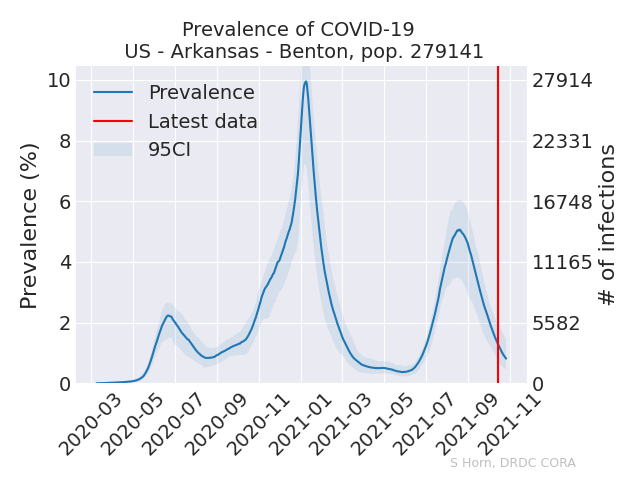 Prevalence of COVID-19
US - Arkansas - Benton, pop. 279141
Prevalence
Latest data
95CI
Prevalence (%)
10
8
6
4
2
0
27914
22331
16748
11165
5582
0
# of infections
2020-03
2020-05
2020-07
2020-09
2020-11
2021-01
2021-03
2021-05
2021-07
2021-09
2021-11
S Horn, DRDC CORA